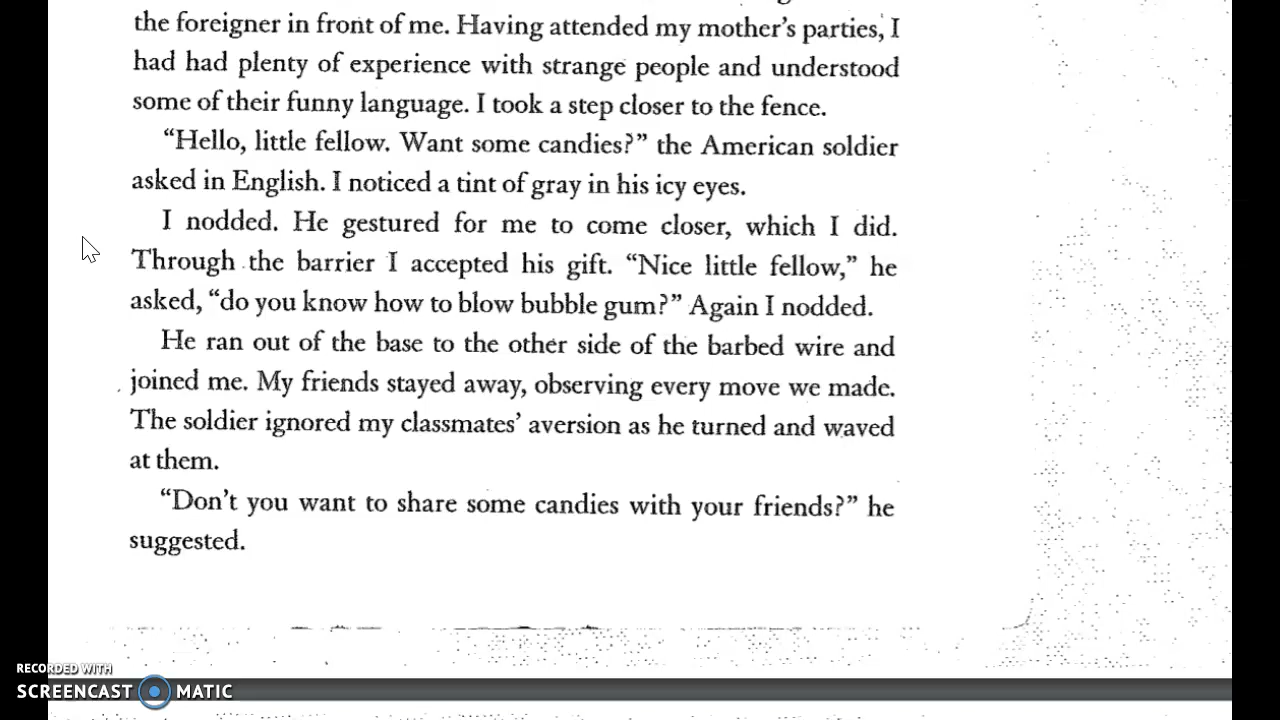 the foreigner in front of me. Having attended my mother's parties, I
had had plenty of experience with strange people and understood
some of their funny language. I took a step closer to the fence.
“Hello, little fellow. Want some candies?” the American soldier
asked in English. I noticed a tint of gray in his icy eyes.
I nodded. He gestured for me to come closer, which I did.
Through the barrier I accepted his gift. “Nice little fellow,” he
asked, “do you know how to blow bubble gum?” Again I nodded.
He ran out of the base to the other side of the barbed wire and
joined me. My friends stayed away, observing every move we made.
The soldier ignored my classmates’ aversion as he turned and waved
at them.
“Don’t you want to share some candies with your friends?” he
suggested.
RECORDED WITH
SCREENCAST MATIC